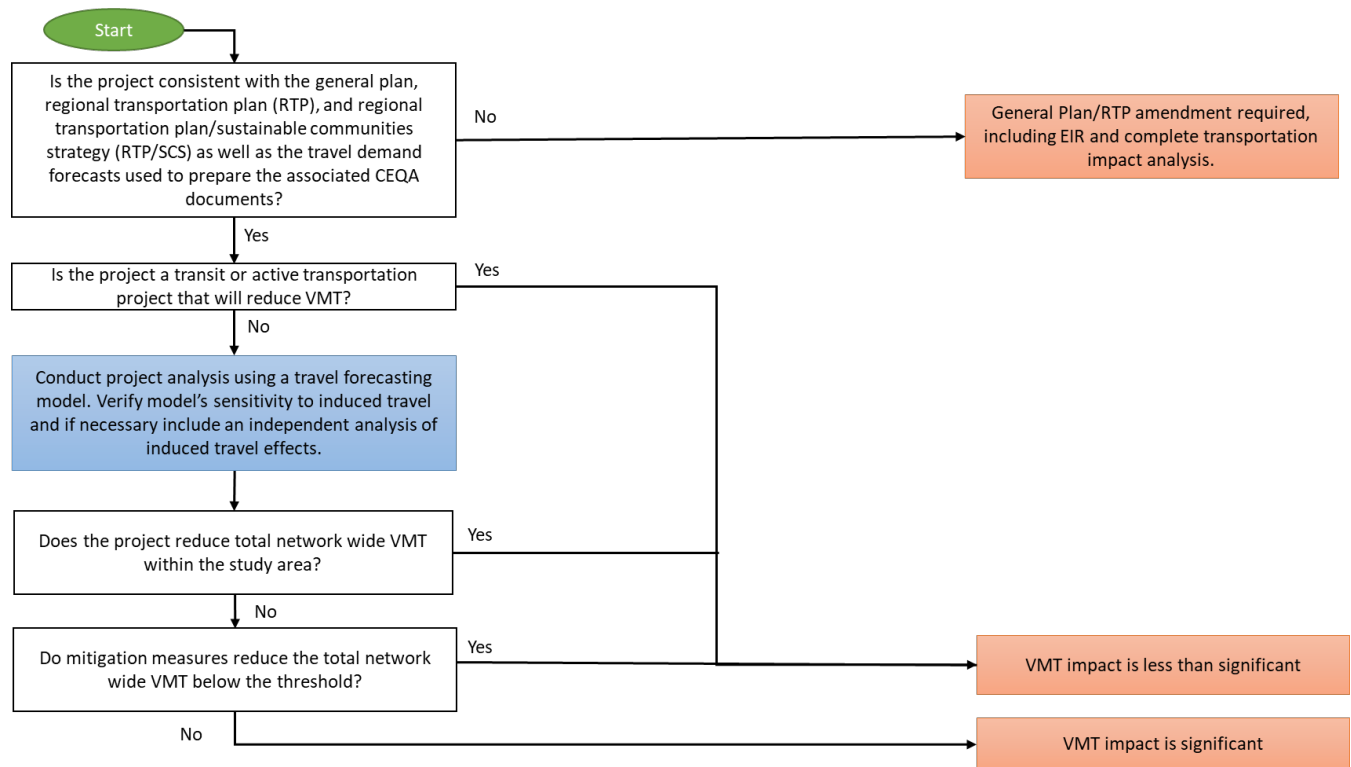 Start
Is the project consistent with the general plan,
regional transportation plan (RTP), and regional
transportation plan/sustainable communities
strategy (RTP/SCS) as well as the travel demand
forecasts used to prepare the associated CEQA
documents?
No
General Plan/RTP amendment required,
including EIR and complete transportation
impact analysis.
Yes
Is the project a transit or active transportation
project that will reduce VMT?
Yes
No
Conduct project analysis using a travel forecasting
model. Verify model’s sensitivity to induced travel
and if necessary include an independent analysis of
induced travel effects.
Does the project reduce total network wide VMT
within the study area?
Yes
No
Do mitigation measures reduce the total network
wide VMT below the threshold?
Yes
VMT impact is less than significant
No
VMT impact is significant